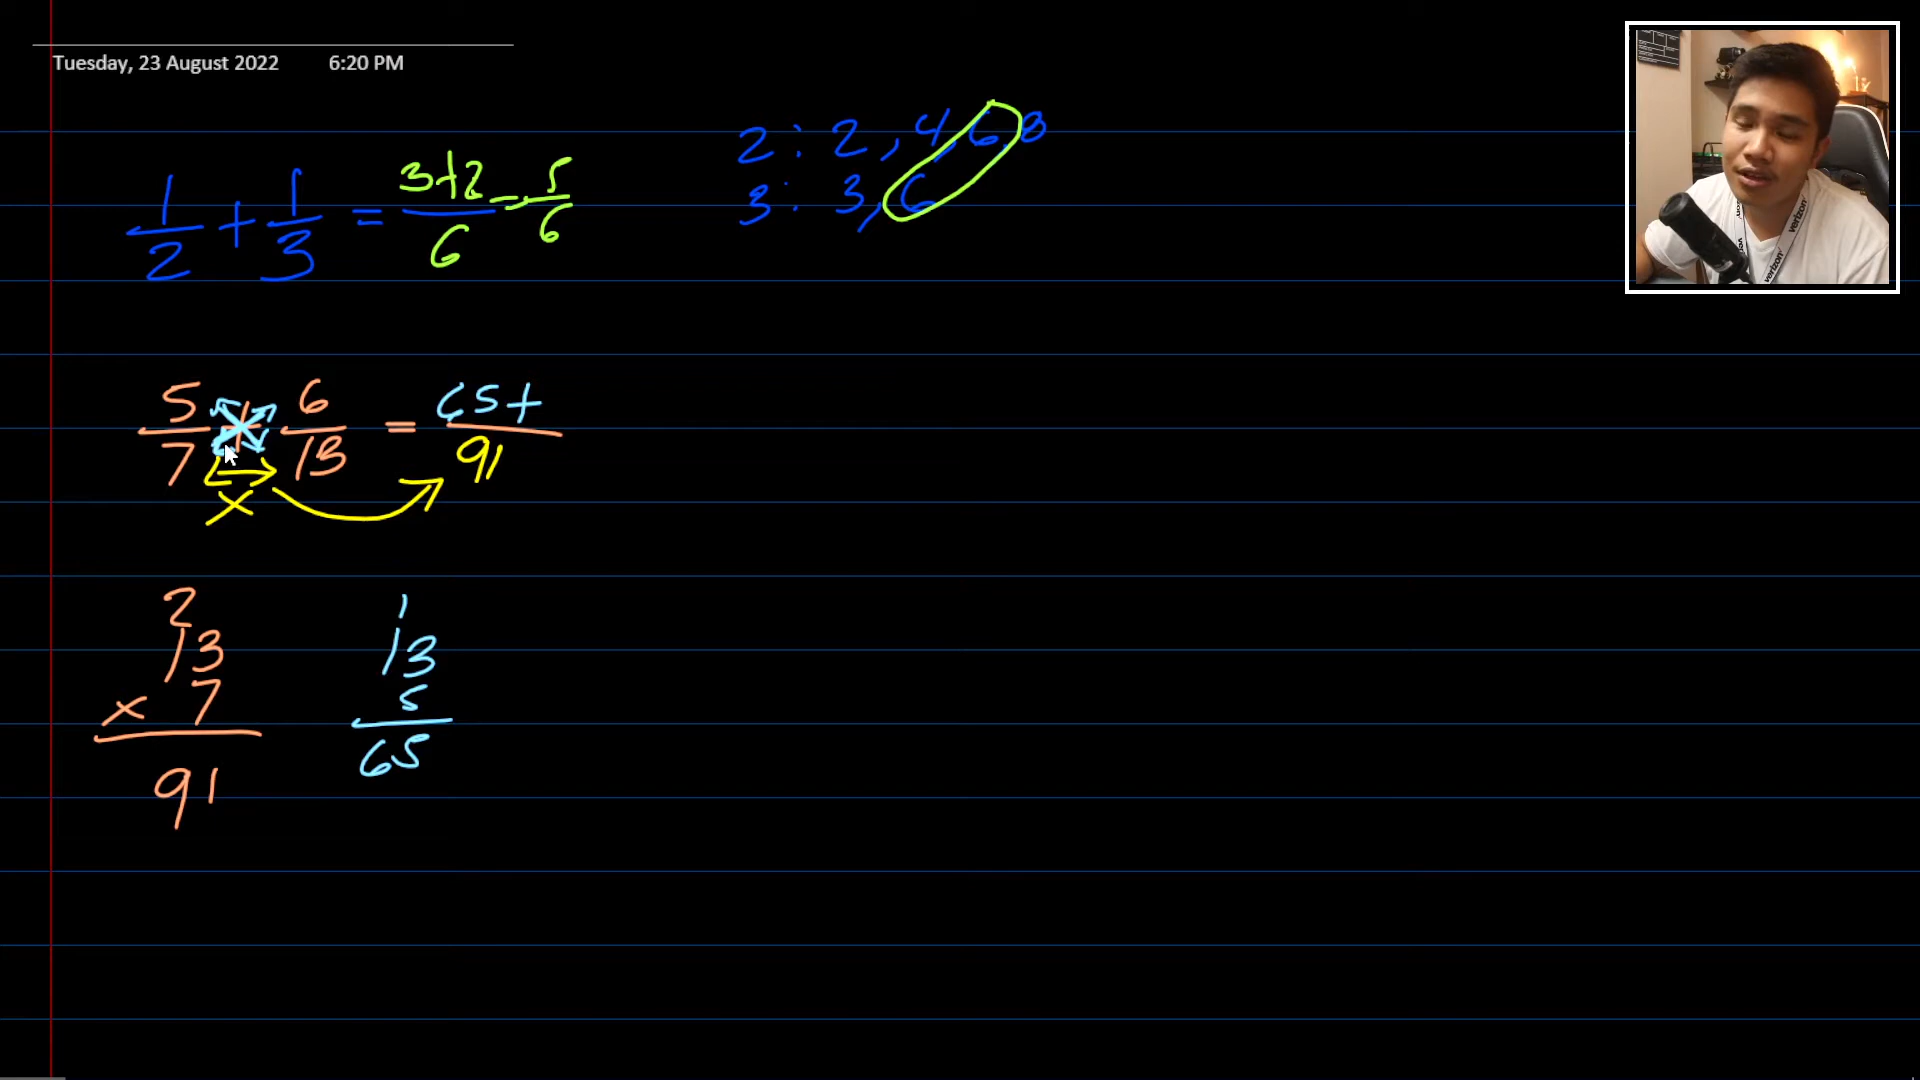 Tuesday, 23 August 2022 6:20 PM
1/2 + 1/3 = 3+2/6 = 5/6
2 : 2, 4, 6, 8
3 : 3, 6
5/7 + 6/13 = 65+/91
x
2
13
x 7
91
1
13
5
65
verizon
verizon